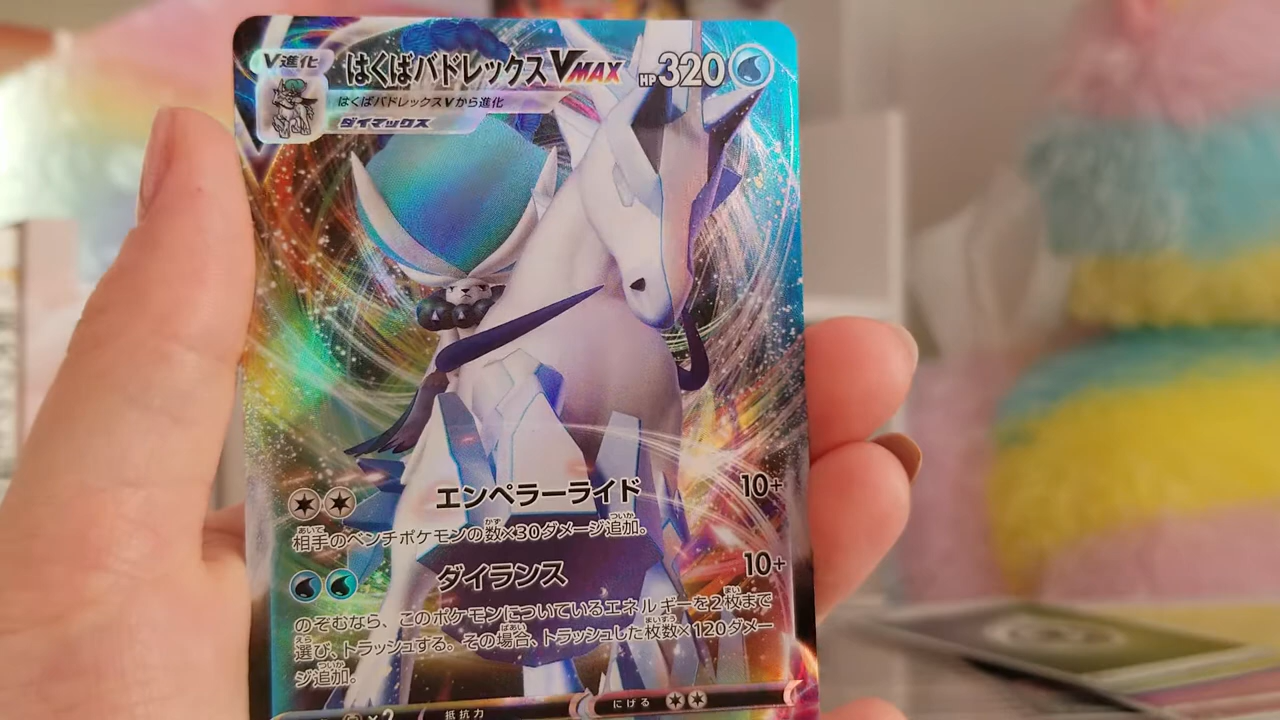 V進化
はくばバドレックスVMAX HP320
はくばバドレックスVから進化
ダイマックス
エンペラーライド 10+
相手のベンチポケモンの数×30ダメージ追加。
ダイランス 10+
のぞむなら、このポケモンについているエネルギーを2枚まで
選び、トラッシュする。その場合、トラッシュした枚数×120ダメー
ジ追加。
×2 抵抗力 にげる